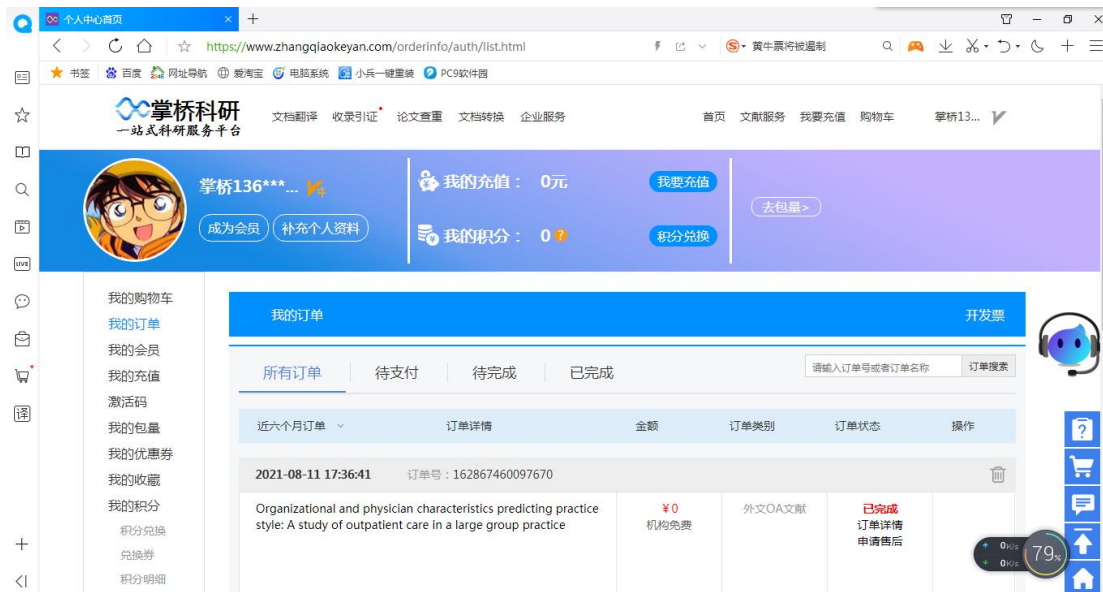 个人中心首页
https://www.zhangqiaokeyan.com/orderinfo/auth/list.html
黄牛票将被遏制
书签 百度 网址导航 爱淘宝 电脑系统 小兵一键重装 PC9软件园
掌桥科研
一站式科研服务平台
文档翻译 收录引证 论文查重 文档转换 企业服务
首页 文献服务 我要充值 购物车 掌桥13...
掌桥136***...
成为会员 补充个人资料
我的充值: 0元 我要充值
我的积分: 0 ? 积分兑换
去包量>
LIVE
译
我的购物车
我的订单
我的会员
我的充值
激活码
我的包量
我的优惠券
我的收藏
我的积分
积分兑换
兑换券
积分明细
我的订单 开发票
所有订单 待支付 待完成 已完成
请输入订单号或者订单名称 订单搜索
近六个月订单 订单详情 金额 订单类别 订单状态 操作
2021-08-11 17:36:41 订单号:162867460097670
Organizational and physician characteristics predicting practice
style: A study of outpatient care in a large group practice
¥0
机构免费
外文OA文献
已完成
订单详情
申请售后
0K/s
0K/s
79%